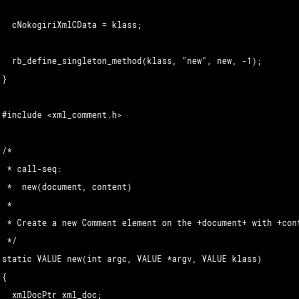 cNokogiriXmlCData = klass;
rb_define_singleton_method(klass, "new", new, -1);
}
#include <xml_comment.h>
/*
* call-seq:
*  new(document, content)
*
* Create a new Comment element on the +document+ with +cont
*/
static VALUE new(int argc, VALUE *argv, VALUE klass)
{
xmlDocPtr xml_doc;